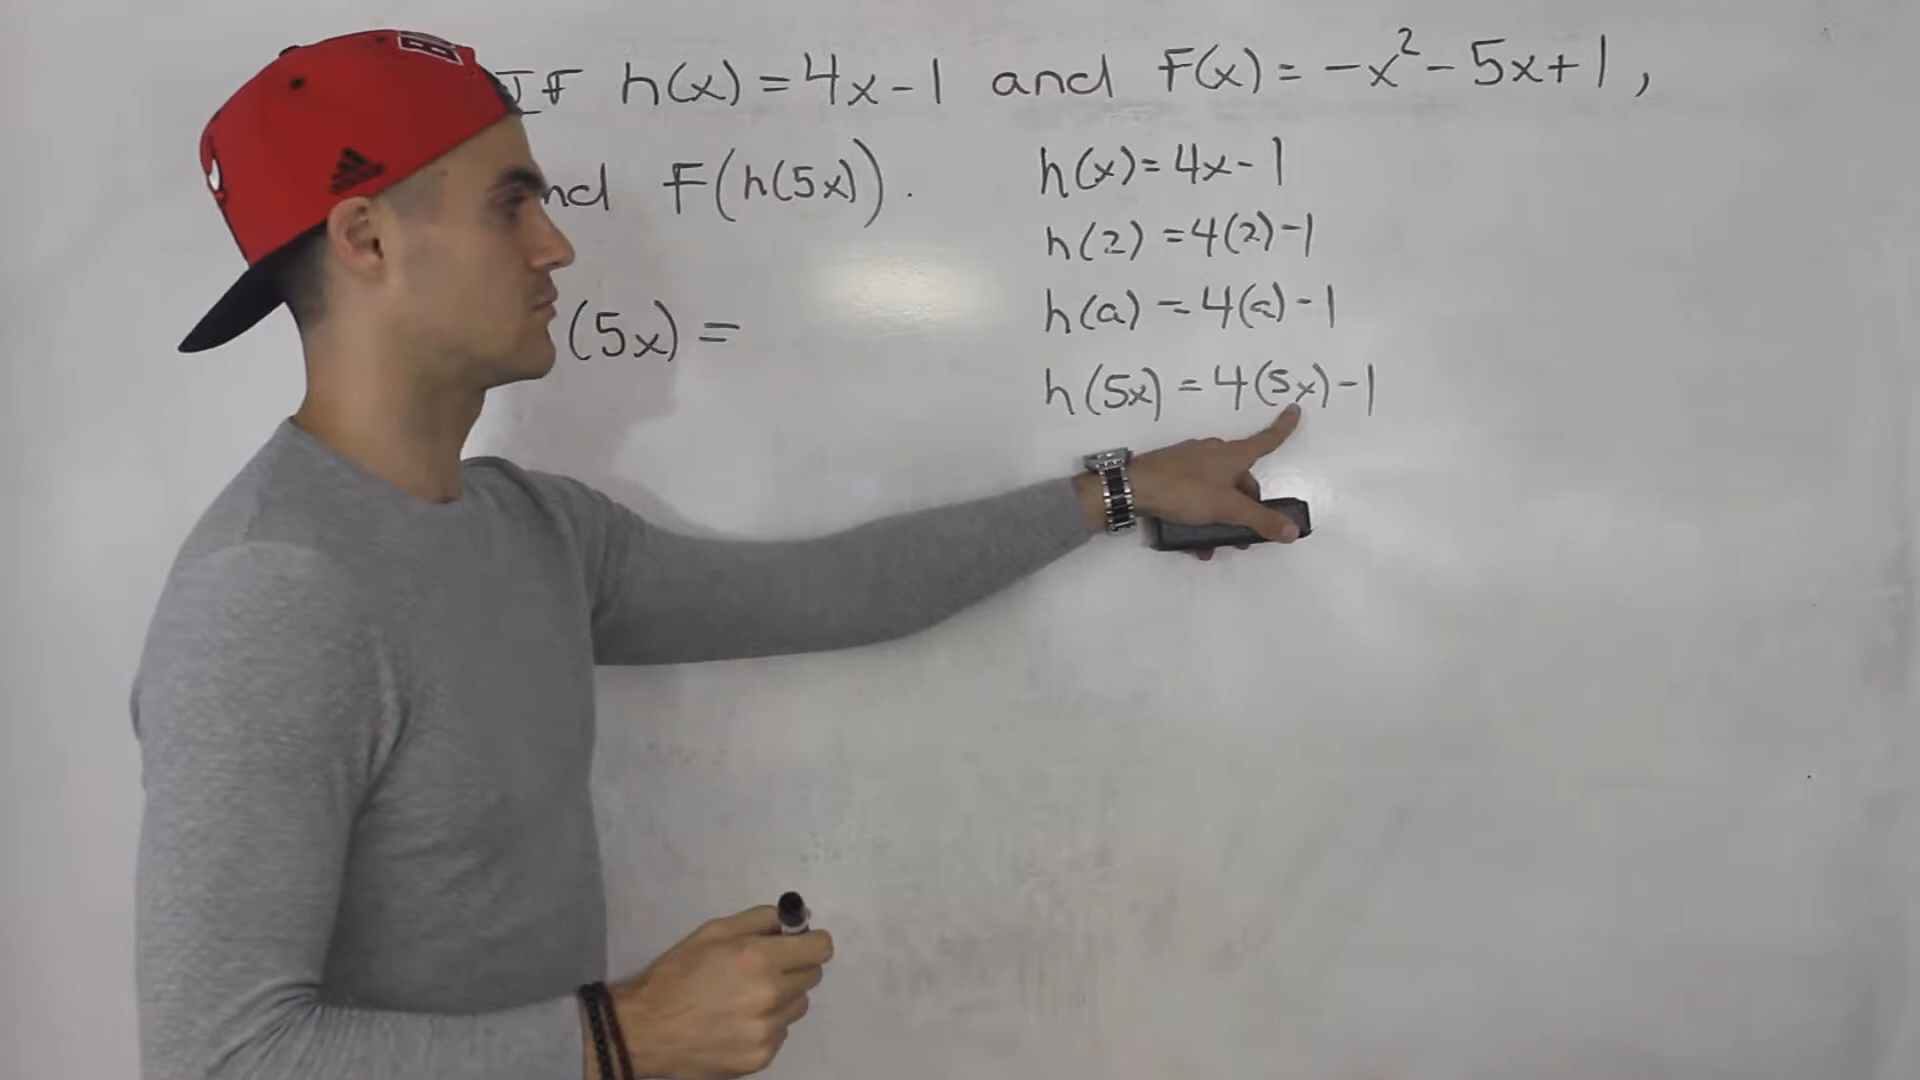 IF h(x) = 4x - 1 and F(x) = -x² - 5x + 1,
nd F(h(5x)).
(5x) =
h(x) = 4x - 1
h(2) = 4(2) - 1
h(a) = 4(a) - 1
h(5x) = 4(5x) - 1